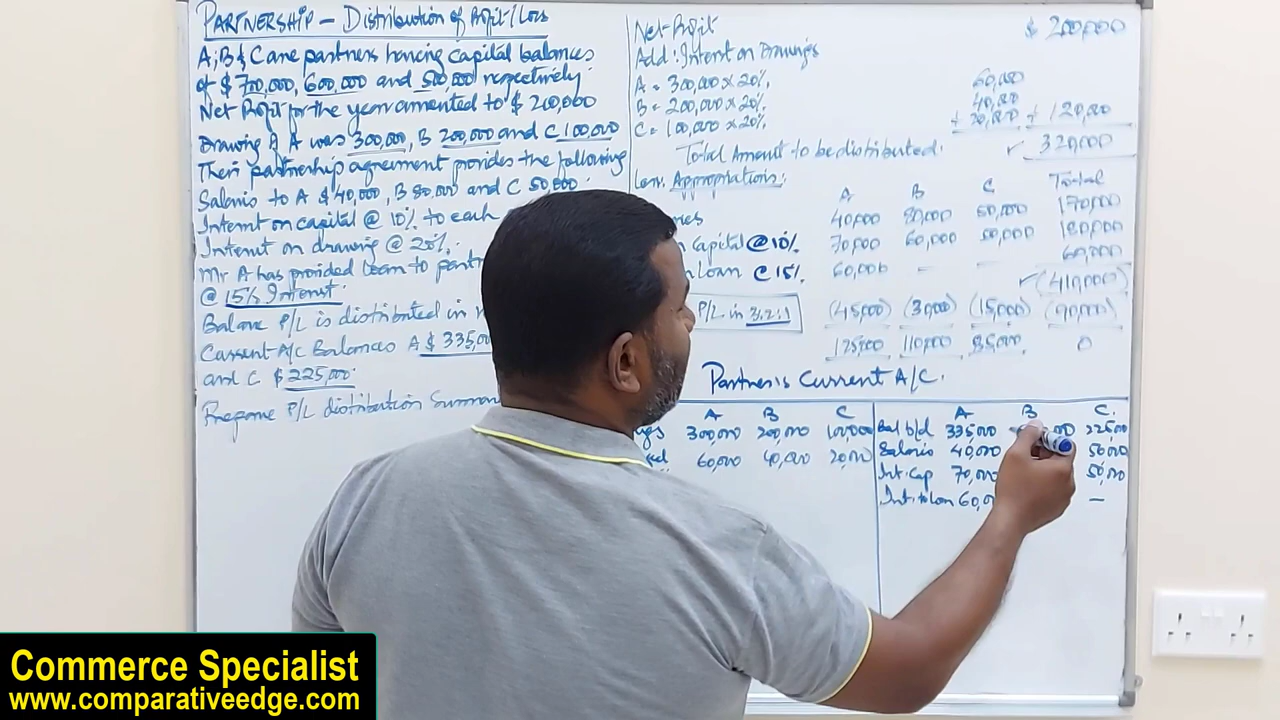 PARTNERSHIP – Distribution of Profit/Loss
A, B & C are partners having capital balances
of $ 700,000, 600,000 and 500,000 respectively.
Net Profit for the year amounted to $ 200,000
Drawing A was 300,000, B 200,000 and C 100,000
Their partnership agreement provides the following
Salaries to A $ 40,000, B 80,000 and C 50,000
Interest on capital @ 10% to each
Interest on drawing @ 20%.
Mr A has provided loan to
@ 15% Interest.
Balance P/L is distributed in
Current A/C Balances A $ 335,
and C $ 225,000.
Prepare P/L distribution
Net-Profit $ 200,000
Add: Interest on Drawings
A = 300,000 x 20% 60,000
B = 200,000 x 20% 40,000
C = 100,000 x 20% + 20,000 + 120,000
Total Amount to be distributed. ✓ 320,000
Less: Appropriations: A B C Total
40,000 80,000 50,000 170,000
Capital @ 10% 70,000 60,000 50,000 180,000
Loan @ 15% 60,000 – – 60,000
✓ (410,000)
P/L in 3:2:1 (45,000) (30,000) (15,000) (90,000)
125,000 110,000 85,000 0
Partner's Current A/C.
A B C
300,000 200,000 100,000
60,000 40,000 20,000
A B C.
Bal b/d 335,000 225,000
Salaries 40,000 50,000
Int. Cap 70,000 50,000
Int. to loan 60, –
Commerce Specialist
www.comparativeedge.com